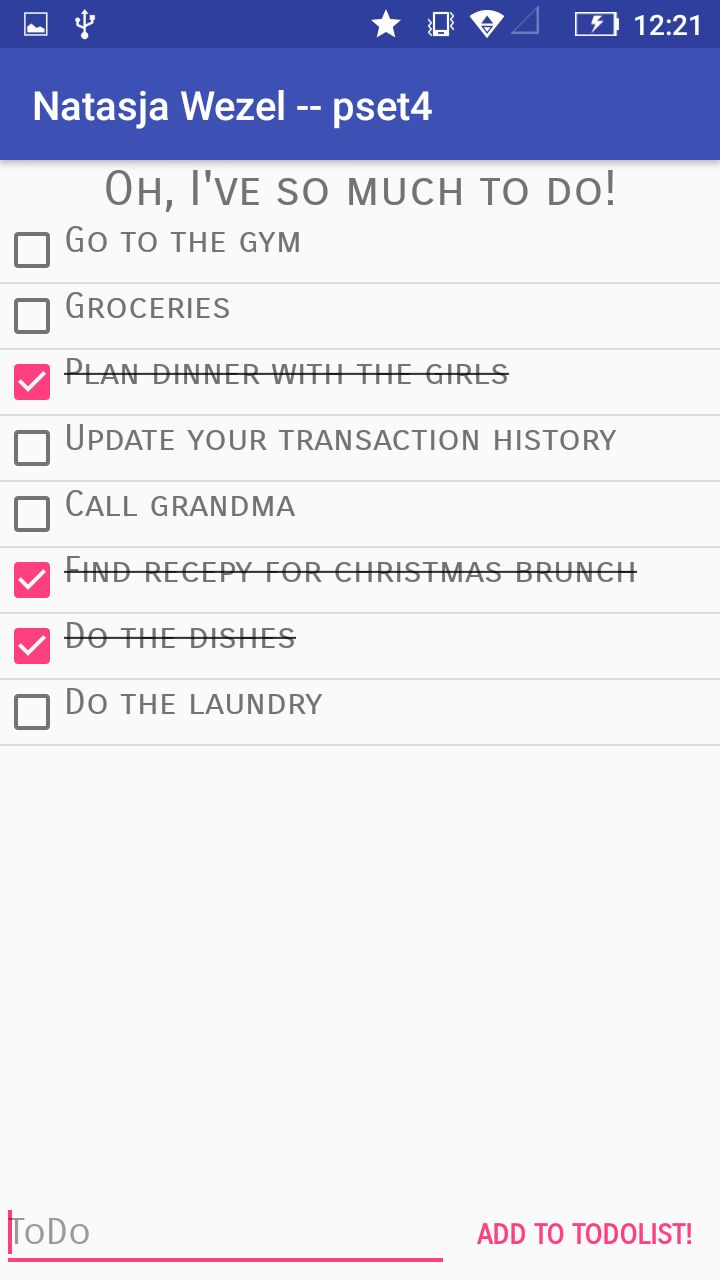 12:21
Natasja Wezel -- pset4
Oh, I've so much to do!
Go to the gym
Groceries
Plan dinner with the girls
Update your transaction history
Call grandma
Find recepy for christmas brunch
Do the dishes
Do the laundry
ToDo
ADD TO TODOLIST!